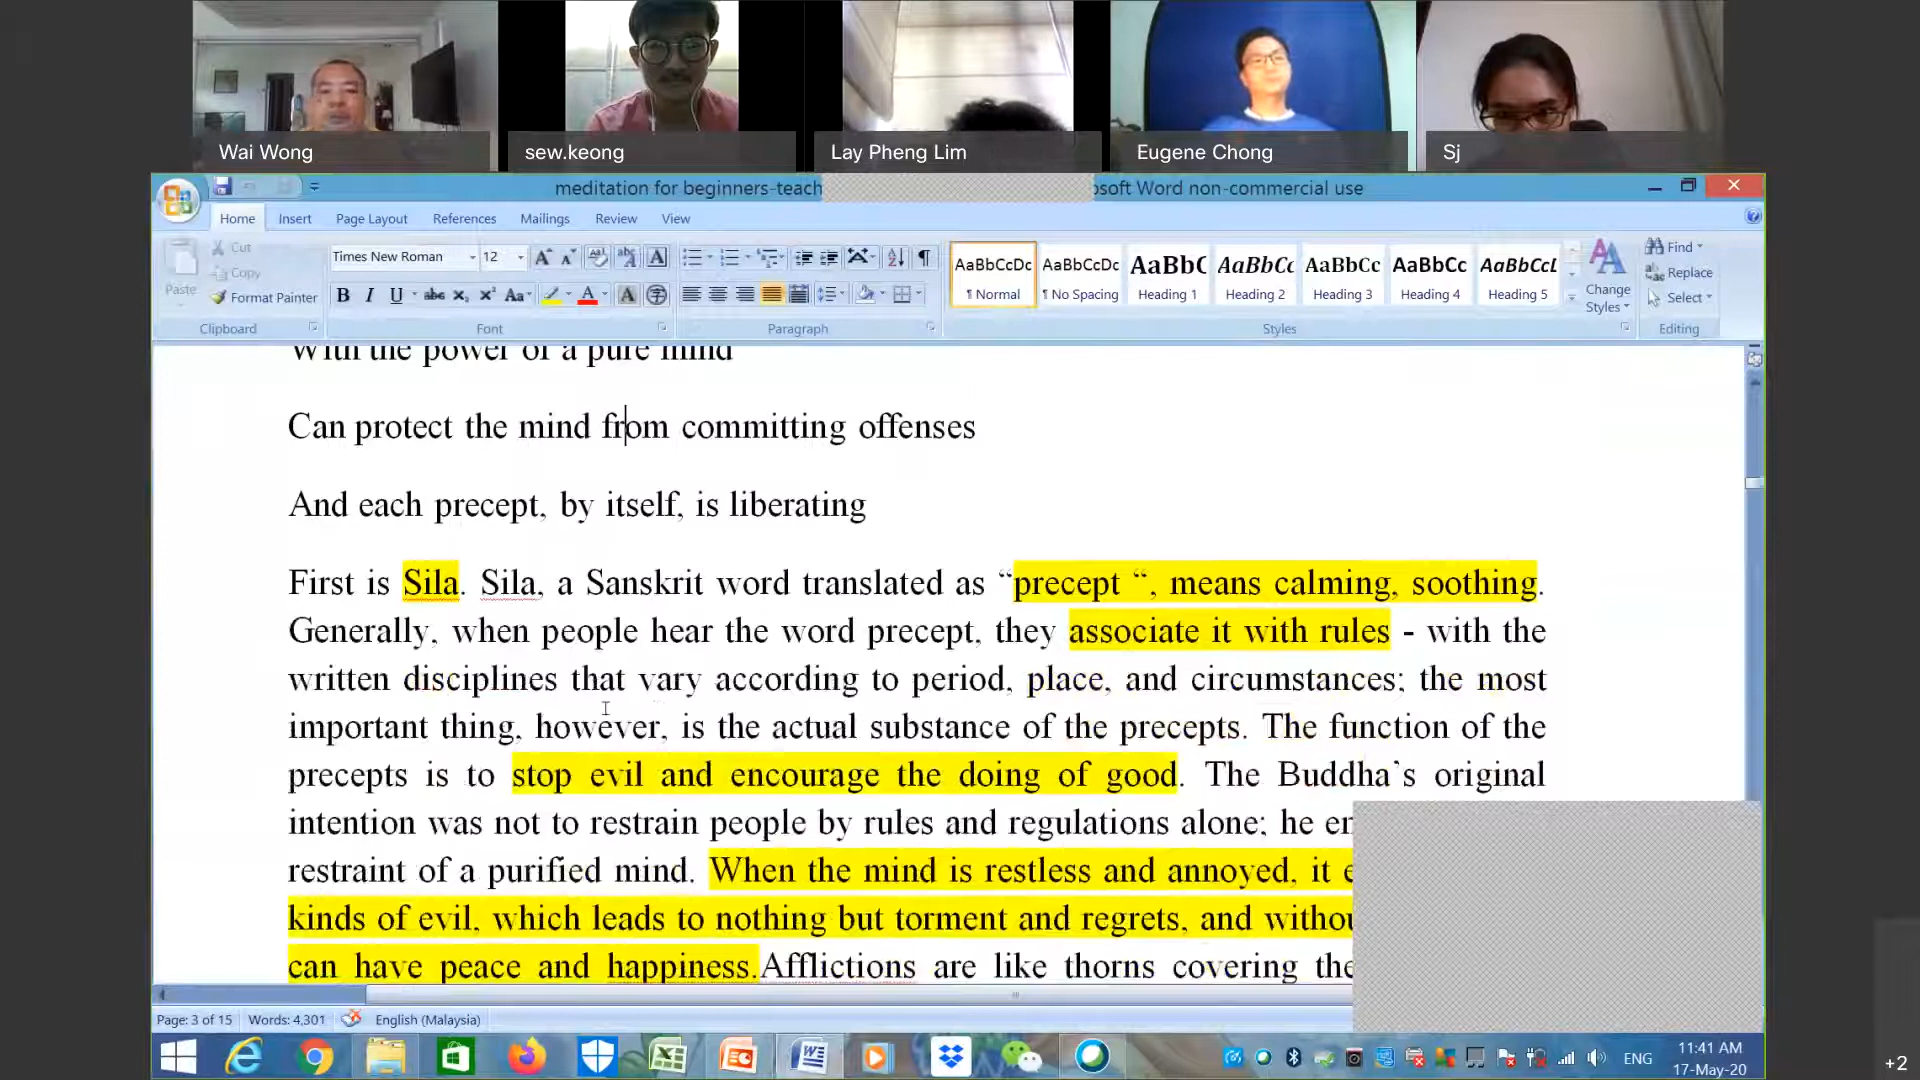 Wai Wong
sew.keong
Lay Pheng Lim
Eugene Chong
Sj
meditation for beginners-teach
osoft Word non-commercial use
Home Insert Page Layout References Mailings Review View
Paste
Cut
Copy
Format Painter
Clipboard
Times New Roman 12
Font
Paragraph
AaBbCcDc AaBbCcDc AaBbC AaBbCc AaBbCc AaBbCc AaBbCcL
¶ Normal ¶ No Spacing Heading 1 Heading 2 Heading 3 Heading 4 Heading 5
Change Styles
Styles
Find
Replace
Select
Editing
With the power of a pure mind
Can protect the mind from committing offenses
And each precept, by itself, is liberating
First is Sila. Sila, a Sanskrit word translated as “precept “, means calming, soothing.
Generally, when people hear the word precept, they associate it with rules - with the
written disciplines that vary according to period, place, and circumstances; the most
important thing, however, is the actual substance of the precepts. The function of the
precepts is to stop evil and encourage the doing of good. The Buddha`s original
intention was not to restrain people by rules and regulations alone; he
restraint of a purified mind. When the mind is restless and annoyed, it
kinds of evil, which leads to nothing but torment and regrets, and
can have peace and happiness.Afflictions are like thorns covering
Page: 3 of 15 Words: 4,301 English (Malaysia)
ENG
11:41 AM
17-May-20
+2